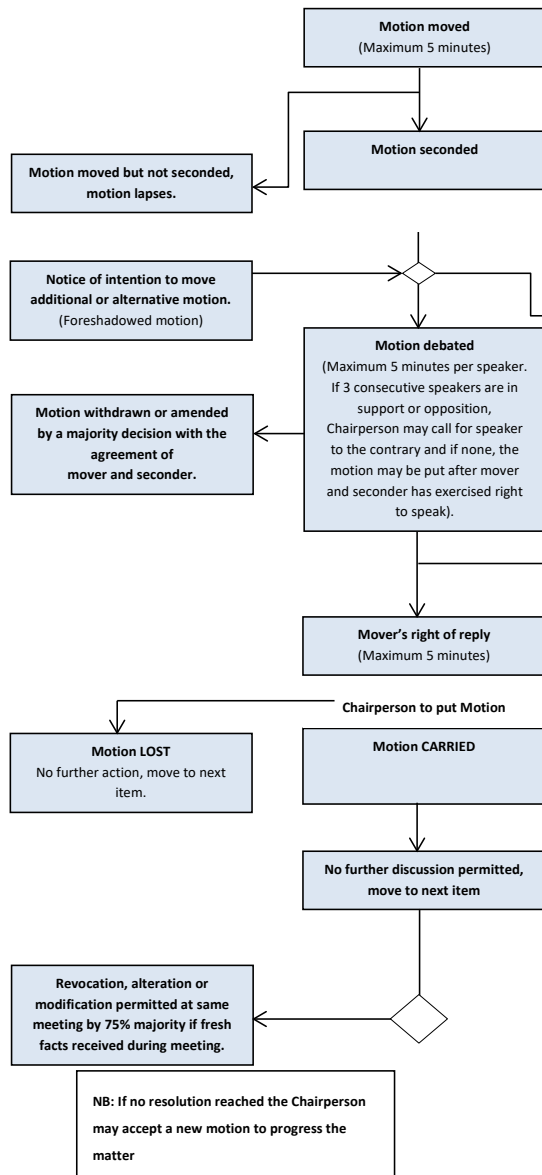 Motion moved
(Maximum 5 minutes)
Motion seconded
Motion moved but not seconded,
motion lapses.
Notice of intention to move
additional or alternative motion.
(Foreshadowed motion)
Motion debated
(Maximum 5 minutes per speaker.
If 3 consecutive speakers are in
support or opposition,
Chairperson may call for speaker
to the contrary and if none, the
motion may be put after mover
and seconder has exercised right
to speak).
Motion withdrawn or amended
by a majority decision with the
agreement of
mover and seconder.
Mover’s right of reply
(Maximum 5 minutes)
Chairperson to put Motion
Motion LOST
No further action, move to next
item.
Motion CARRIED
No further discussion permitted,
move to next item
Revocation, alteration or
modification permitted at same
meeting by 75% majority if fresh
facts received during meeting.
NB: If no resolution reached the Chairperson
may accept a new motion to progress the
matter